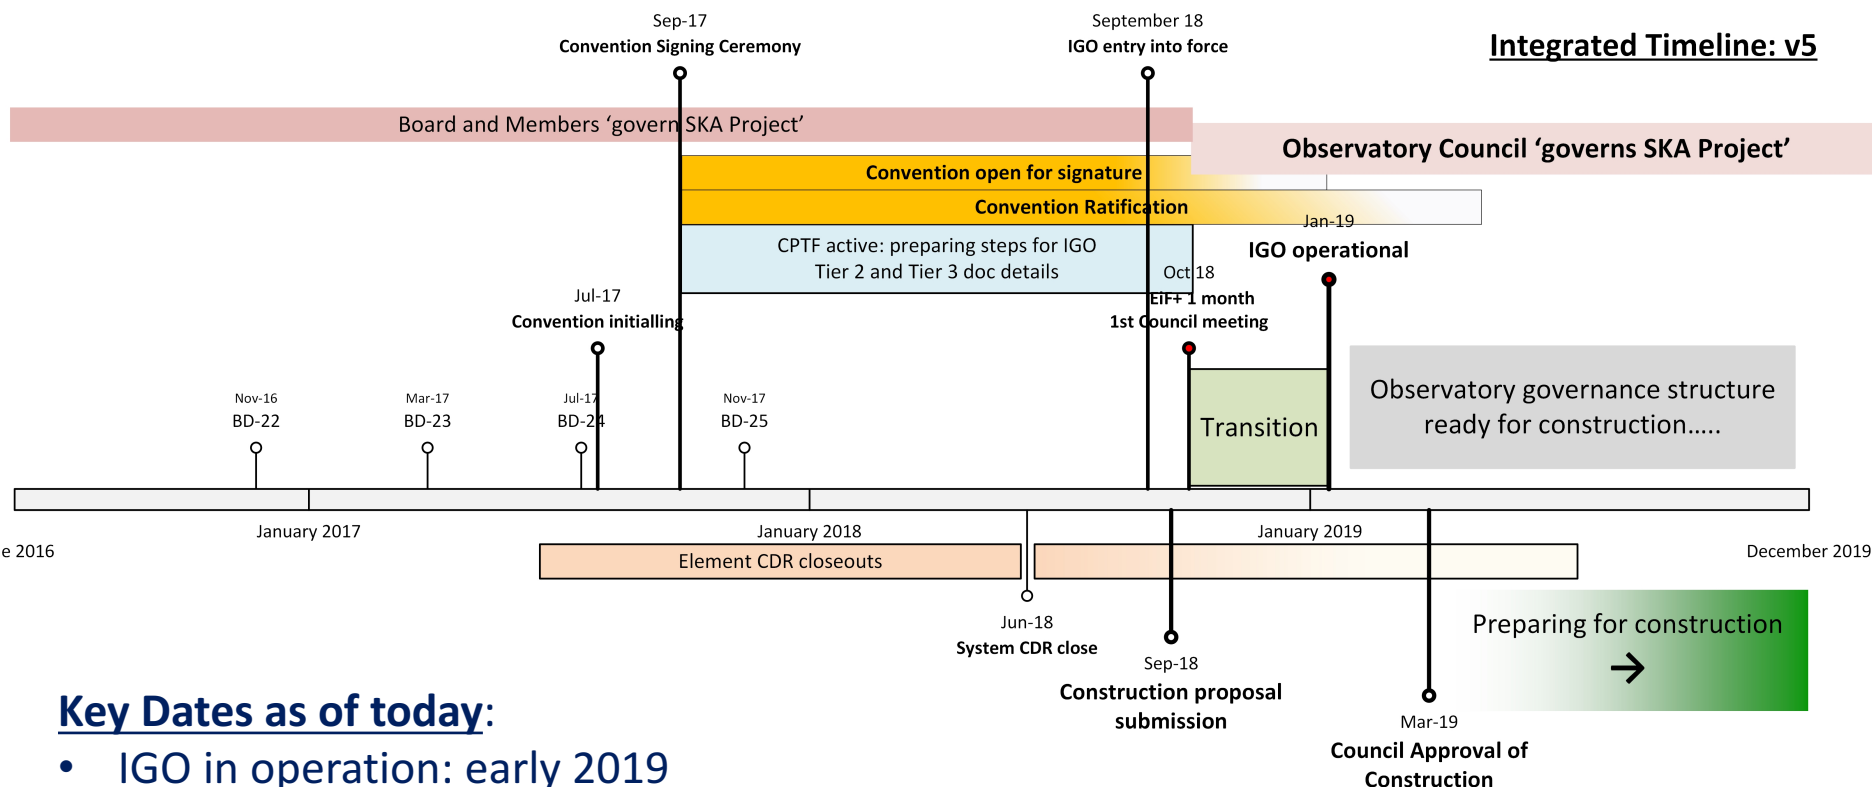 Sep-17
Convention Signing Ceremony
September 18
IGO entry into force
Integrated Timeline: v5
Board and Members ‘govern SKA Project’
Observatory Council ‘governs SKA Project’
Convention open for signature
Convention Ratification
Jan-19
IGO operational
CPTF active: preparing steps for IGO
Tier 2 and Tier 3 doc details
Oct 18
EiF+ 1 month
1st Council meeting
Jul-17
Convention initialling
Nov-16
BD-22
Mar-17
BD-23
Jul-17
BD-24
Nov-17
BD-25
Transition
Observatory governance structure
ready for construction.....
January 2017
January 2018
January 2019
e 2016
December 2019
Element CDR closeouts
Jun-18
System CDR close
Sep-18
Construction proposal
submission
Preparing for construction
→
Mar-19
Council Approval of
Construction
Key Dates as of today:
• IGO in operation: early 2019